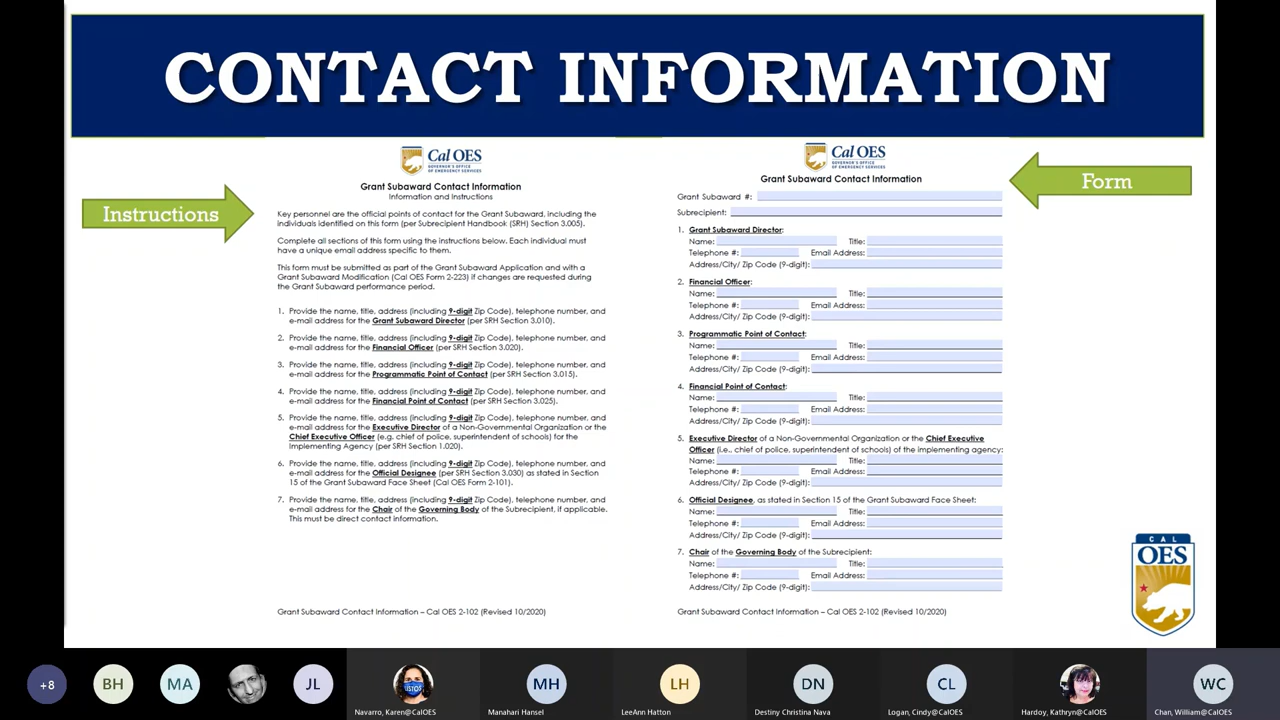 CONTACT INFORMATION
Instructions
Cal OES
GOVERNOR'S OFFICE
OF EMERGENCY SERVICES
Grant Subaward Contact Information
Information and Instructions
Key personnel are the official points of contact for the Grant Subaward, including the
individuals identified on this form (per Subrecipient Handbook (SRH) Section 3.005).
Complete all sections of this form using the instructions below. Each individual must
have a unique email address specific to them.
This form must be submitted as part of the Grant Subaward Application and with a
Grant Subaward Modification (Cal OES Form 2-223) if changes are requested during
the Grant Subaward performance period.
1. Provide the name, title, address (including 9-digit Zip Code), telephone number, and
e-mail address for the Grant Subaward Director (per SRH Section 3.010).
2. Provide the name, title, address (including 9-digit Zip Code), telephone number, and
e-mail address for the Financial Officer (per SRH Section 3.020).
3. Provide the name, title, address (including 9-digit Zip Code), telephone number, and
e-mail address for the Programmatic Point of Contact (per SRH Section 3.015).
4. Provide the name, title, address (including 9-digit Zip Code), telephone number, and
e-mail address for the Financial Point of Contact (per SRH Section 3.025).
5. Provide the name, title, address (including 9-digit Zip Code), telephone number, and
e-mail address for the Executive Director of a Non-Governmental Organization or the
Chief Executive Officer (e.g. chief of police, superintendent of schools) for the
Implementing Agency (per SRH Section 1.020).
6. Provide the name, title, address (including 9-digit Zip Code), telephone number, and
e-mail address for the Official Designee (per SRH Section 3.030) as stated in Section
15 of the Grant Subaward Face Sheet (Cal OES Form 2-101).
7. Provide the name, title, address (including 9-digit Zip Code), telephone number, and
e-mail address for the Chair of the Governing Body of the Subrecipient, if applicable.
This must be direct contact information.
Grant Subaward Contact Information – Cal OES 2-102 (Revised 10/2020)
Cal OES
GOVERNOR'S OFFICE
OF EMERGENCY SERVICES
Grant Subaward Contact Information
Form
Grant Subaward #:
Subrecipient:
1. Grant Subaward Director:
Name: Title:
Telephone #: Email Address:
Address/City/ Zip Code (9-digit):
2. Financial Officer:
Name: Title:
Telephone #: Email Address:
Address/City/ Zip Code (9-digit):
3. Programmatic Point of Contact:
Name: Title:
Telephone #: Email Address:
Address/City/ Zip Code (9-digit):
4. Financial Point of Contact:
Name: Title:
Telephone #: Email Address:
Address/City/ Zip Code (9-digit):
5. Executive Director of a Non-Governmental Organization or the Chief Executive
Officer (i.e., chief of police, superintendent of schools) of the implementing agency:
Name: Title:
Telephone #: Email Address:
Address/City/ Zip Code (9-digit):
6. Official Designee, as stated in Section 15 of the Grant Subaward Face Sheet:
Name: Title:
Telephone #: Email Address:
Address/City/ Zip Code (9-digit):
7. Chair of the Governing Body of the Subrecipient:
Name: Title:
Telephone #: Email Address:
Address/City/ Zip Code (9-digit):
Grant Subaward Contact Information – Cal OES 2-102 (Revised 10/2020)
CAL
OES
+8
BH
MA
JL
Navarro, Karen@CalOES
MH
Manahari Hansel
LH
LeeAnn Hatton
DN
Destiny Christina Nava
CL
Logan, Cindy@CalOES
Hardoy, Kathryn@CalOES
WC
Chan, William@CalOES